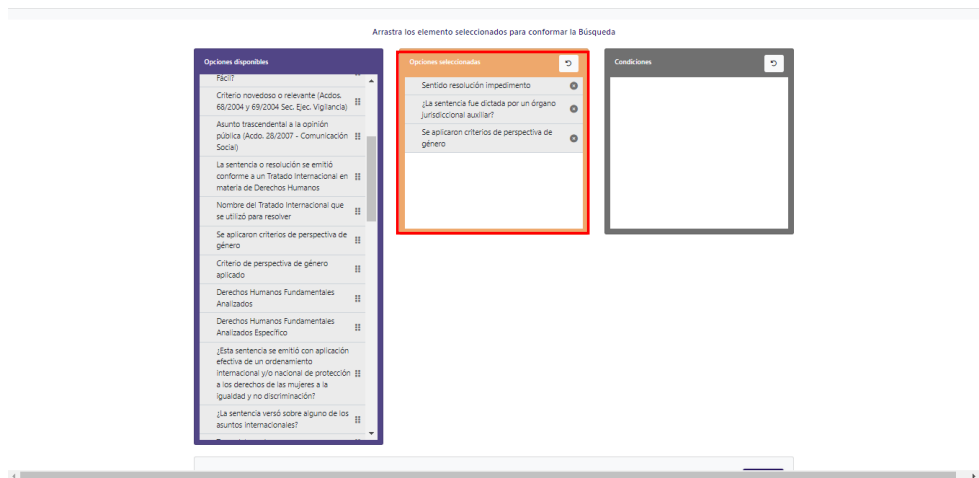 Arrastra los elemento seleccionados para conformar la Búsqueda
Opciones disponibles
Fácil?
Criterio novedoso o relevante (Acdos.
68/2004 y 69/2004 Sec. Ejec. Vigilancia)
Asunto trascendental a la opinión
pública (Acdo. 28/2007 - Comunicación
Social)
La sentencia o resolución se emitió
conforme a un Tratado Internacional en
materia de Derechos Humanos
Nombre del Tratado Internacional que
se utilizó para resolver
Se aplicaron criterios de perspectiva de
género
Criterio de perspectiva de género
aplicado
Derechos Humanos Fundamentales
Analizados
Derechos Humanos Fundamentales
Analizados Específico
¿Esta sentencia se emitió con aplicación
efectiva de un ordenamiento
internacional y/o nacional de protección
a los derechos de las mujeres a la
igualdad y no discriminación?
¿La sentencia versó sobre alguno de los
asuntos internacionales?
Opciones seleccionadas
Sentido resolución impedimento
¿La sentencia fue dictada por un órgano
jurisdiccional auxiliar?
Se aplicaron criterios de perspectiva de
género
Condiciones